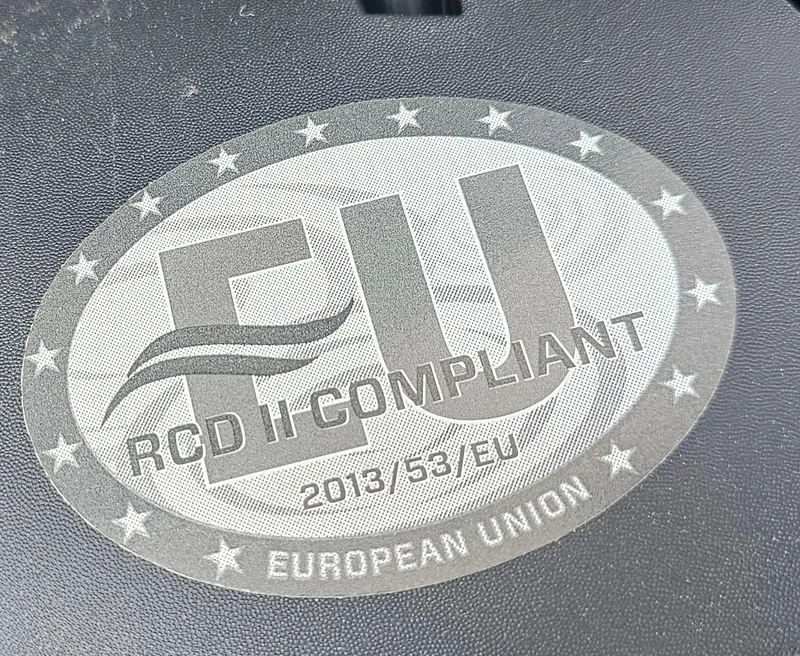 EU
RCD II COMPLIANT
2013/53/EU
EUROPEAN UNION